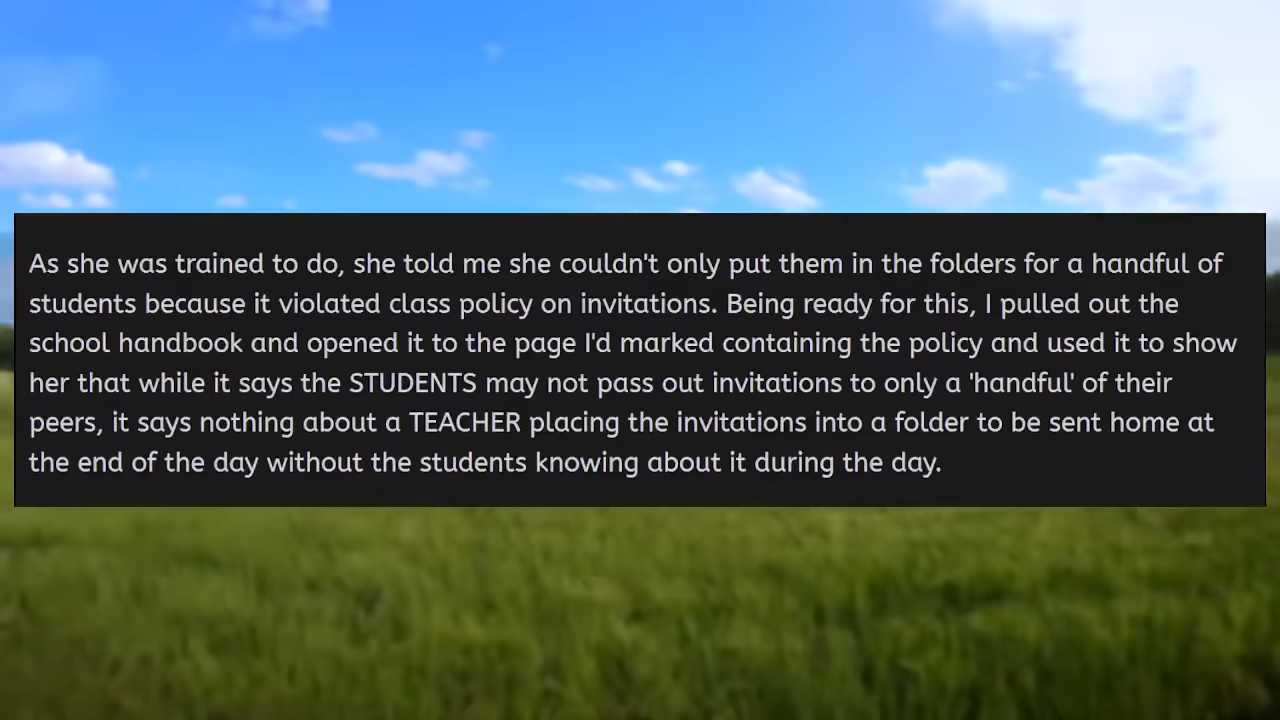 As she was trained to do, she told me she couldn't only put them in the folders for a handful of
students because it violated class policy on invitations. Being ready for this, I pulled out the
school handbook and opened it to the page I'd marked containing the policy and used it to show
her that while it says the STUDENTS may not pass out invitations to only a 'handful' of their
peers, it says nothing about a TEACHER placing the invitations into a folder to be sent home at
the end of the day without the students knowing about it during the day.